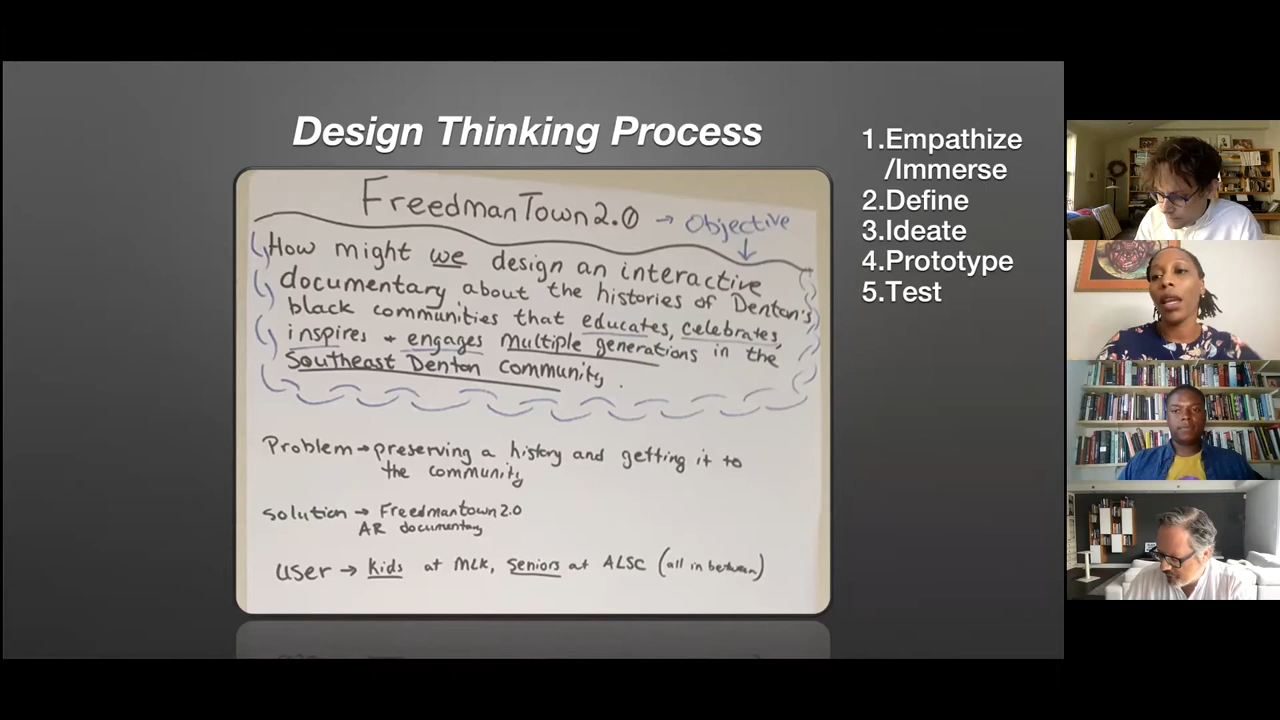 Design Thinking Process
FreedmanTown 2.0 → Objective
How might we design an interactive
documentary about the histories of Denton's
black communities that educates, celebrates,
inspires + engages multiple generations in the
Southeast Denton community.
Problem → preserving a history and getting it to
the community
solution → Freedmantown 2.0
AR documentary
user → kids at MLK, seniors at ALSC (all in between)
1.Empathize
/Immerse
2.Define
3.Ideate
4.Prototype
5.Test